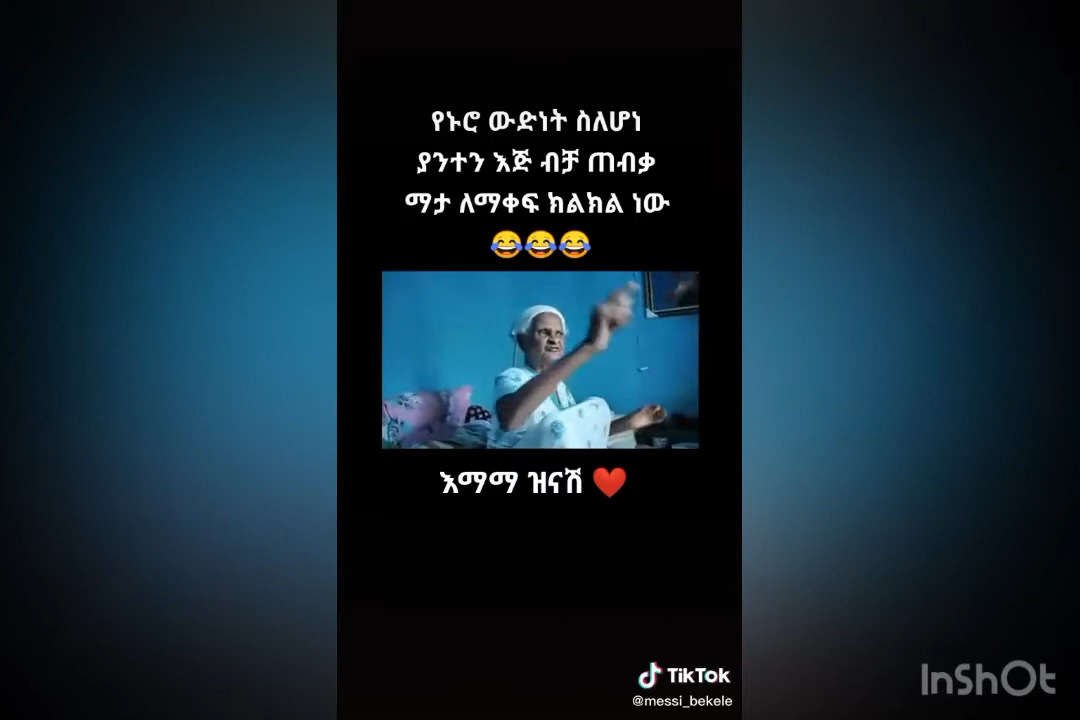 የኑሮ ውድነት ስለሆነ
ያንተን እጅ ብቻ ጠብቃ
ማታ ለማቀፍ ክልክል ነው
😂😂😂
እማማ ዝናሽ ❤️
TikTok
@messi_bekele
InShOt